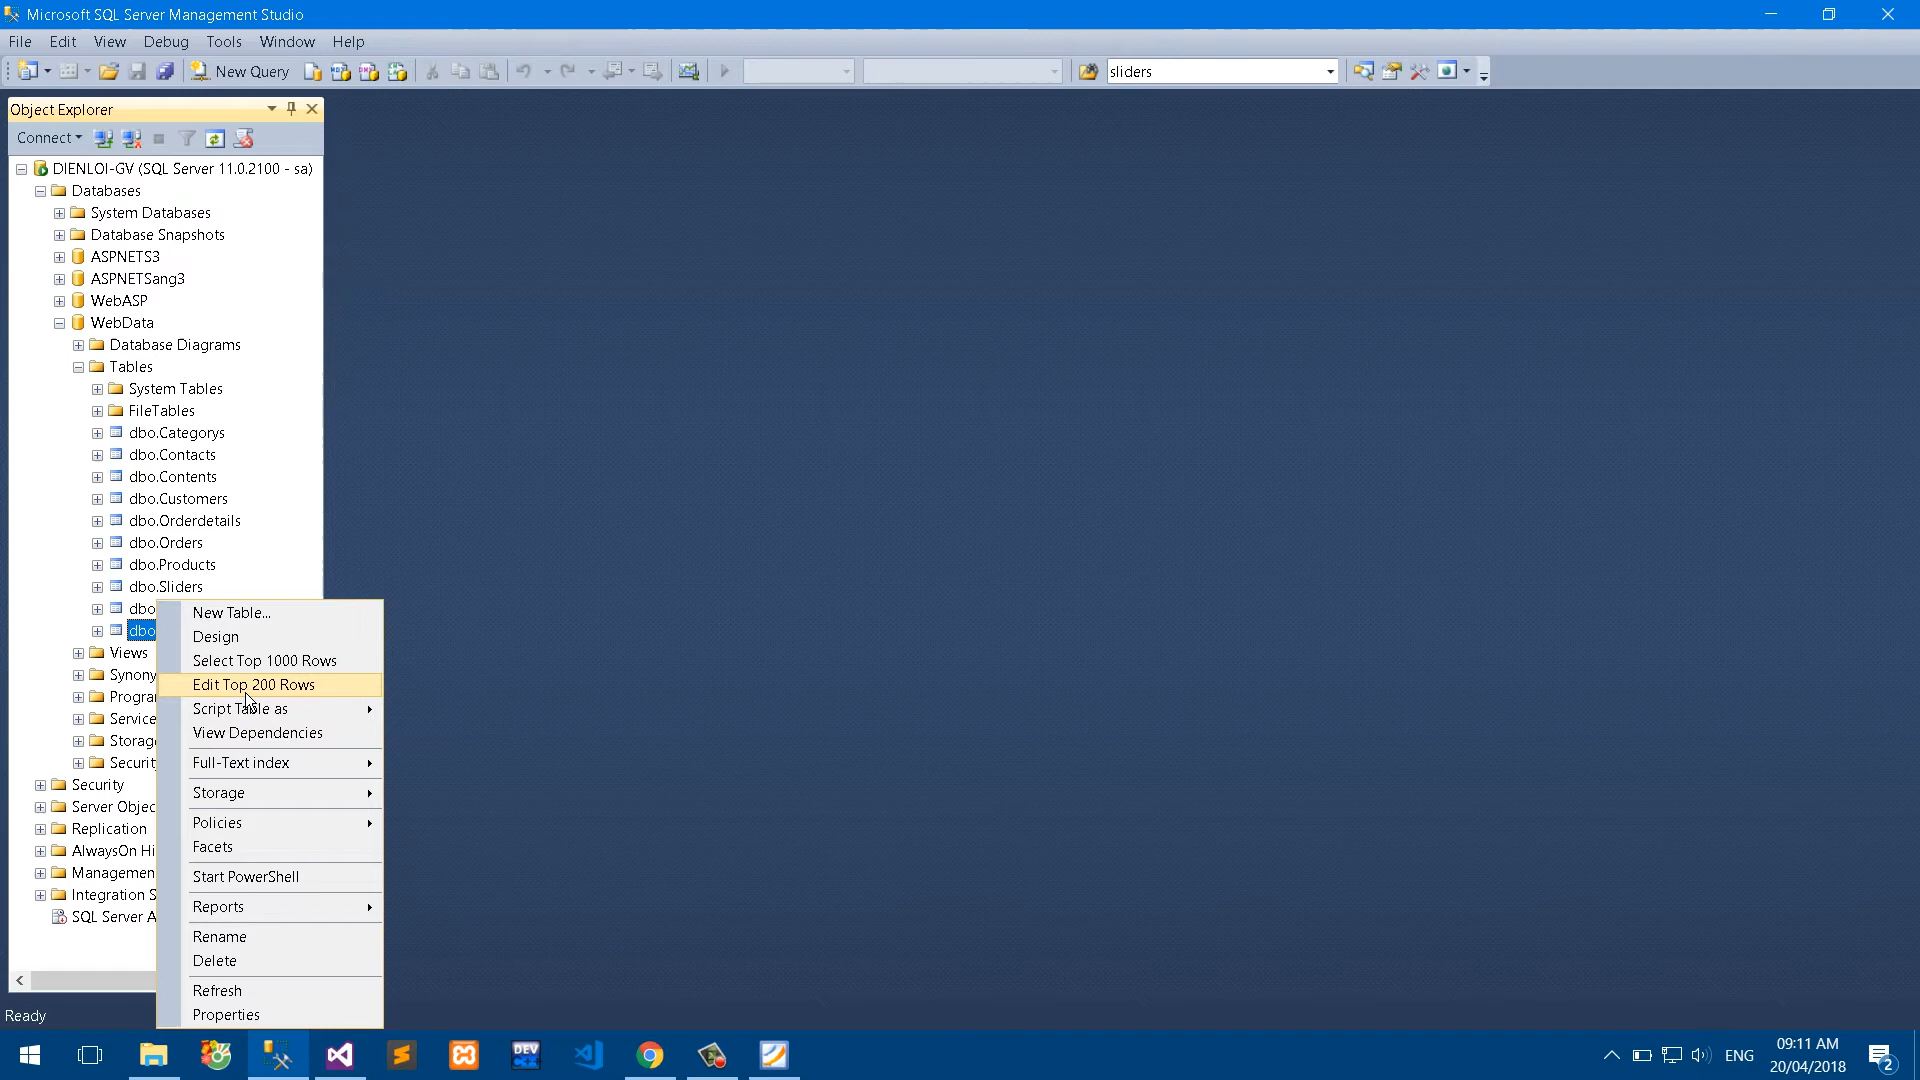 Microsoft SQL Server Management Studio
File Edit View Debug Tools Window Help
New Query sliders
Object Explorer
Connect
DIENLOI-GV (SQL Server 11.0.2100 - sa)
Databases
System Databases
Database Snapshots
ASPNETS3
ASPNETSang3
WebASP
WebData
Database Diagrams
Tables
System Tables
FileTables
dbo.Categorys
dbo.Contacts
dbo.Contents
dbo.Customers
dbo.Orderdetails
dbo.Orders
dbo.Products
dbo.Sliders
dbo
dbo
Views
Synony
Progra
Service
Storag
Securit
Security
Server Objec
Replication
AlwaysOn Hi
Managemen
Integration S
SQL Server A
New Table...
Design
Select Top 1000 Rows
Edit Top 200 Rows
Script Table as
View Dependencies
Full-Text index
Storage
Policies
Facets
Start PowerShell
Reports
Rename
Delete
Refresh
Properties
Ready
DEV
ENG
09:11 AM
20/04/2018
2